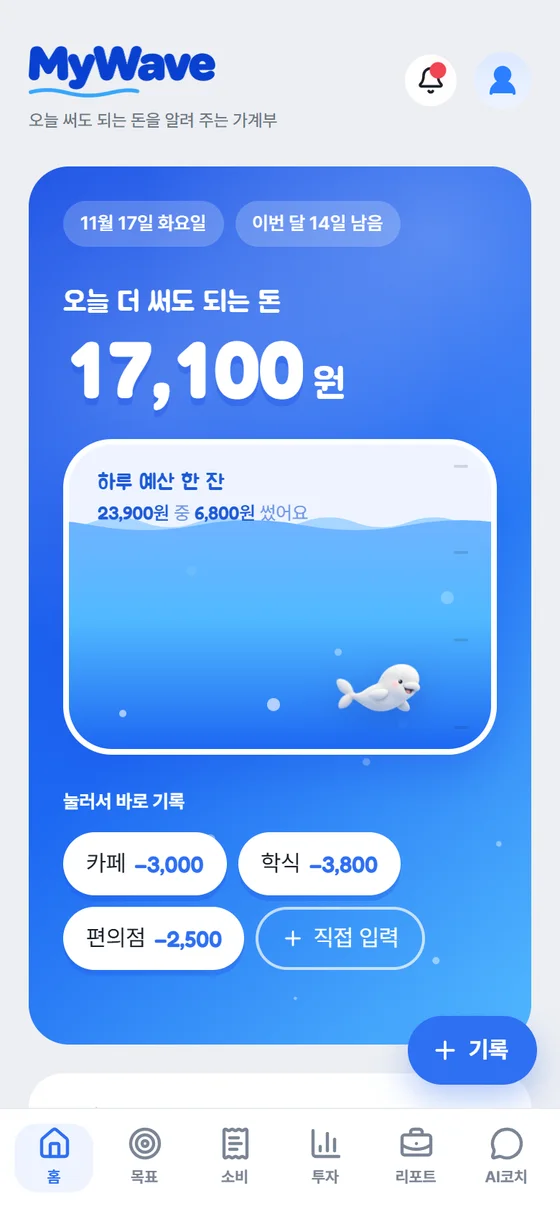 MyWave
오늘 써도 되는 돈을 알려 주는 가계부
11월 17일 화요일
이번 달 14일 남음
오늘 더 써도 되는 돈
17,100 원
하루 예산 한 잔
23,900원 중 6,800원 썼어요
눌러서 바로 기록
카페 –3,000
학식 –3,800
편의점 –2,500
+ 직접 입력
+ 기록
홈
목표
소비
투자
리포트
AI코치